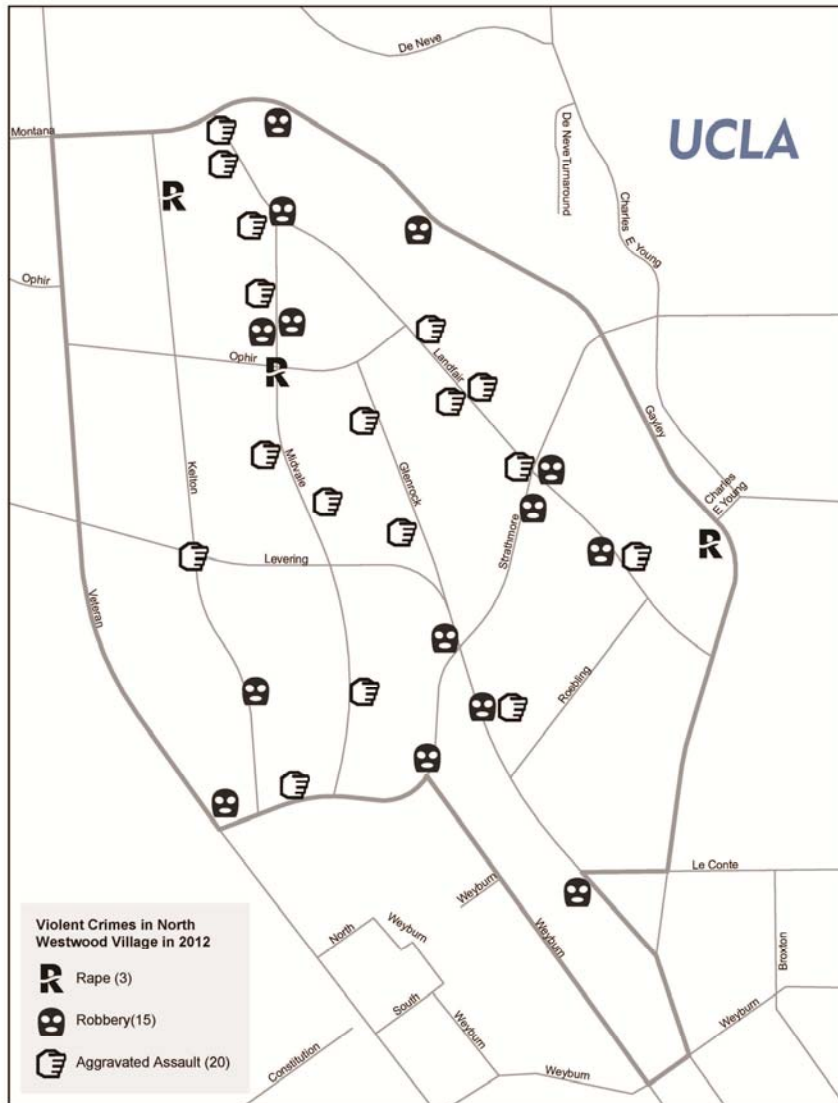 De Neve
De Neve Turnaround
UCLA
Montana
Charles
E Young
Ophir
Ophir
Landfair
Gayley
Kelton
Midvale
Glenrock
Charles
E Young
Strathmore
Levering
Veteran
Roebling
Le Conte
Weyburn
Weyburn
North
Weyburn
Broxton
South
Weyburn
Weyburn
Constitution
Weyburn
Violent Crimes in North
Westwood Village in 2012
R Rape (3)
Robbery(15)
Aggravated Assault (20)
R
R
R